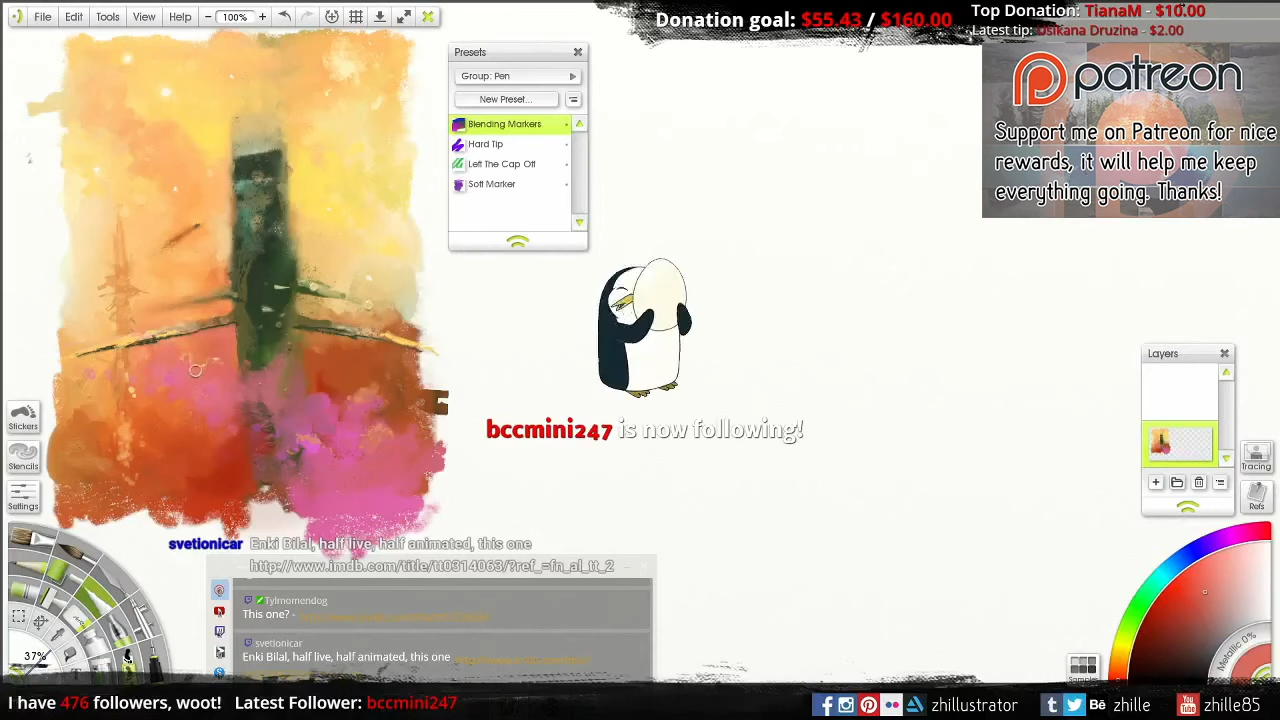 File Edit Tools View Help 100%
Donation goal: $55.43 / $160.00
Top Donation: TianaM - $10.00
Latest tip: Usikana Druzina - $2.00
patreon
Support me on Patreon for nice
rewards, it will help me keep
everything going. Thanks!
Presets
Group: Pen
New Preset...
Blending Markers
Hard Tip
Left The Cap Off
Soft Marker
bccmini247 is now following!
Layers
Stickers
Stencils
Settings
Tracing
Refs
svetionicar Enki Bilal, half live, half animated, this one
http://www.imdb.com/title/tt0314063/?ref_=fn_al_tt_2
Tylmomendog
This one? -
svetionicar
Enki Bilal, half live, half animated, this one
37%
Metallic 0%
Samples
I have 476 followers, woot! Latest Follower: bccmini247
zhillustrator
zhille
zhille85